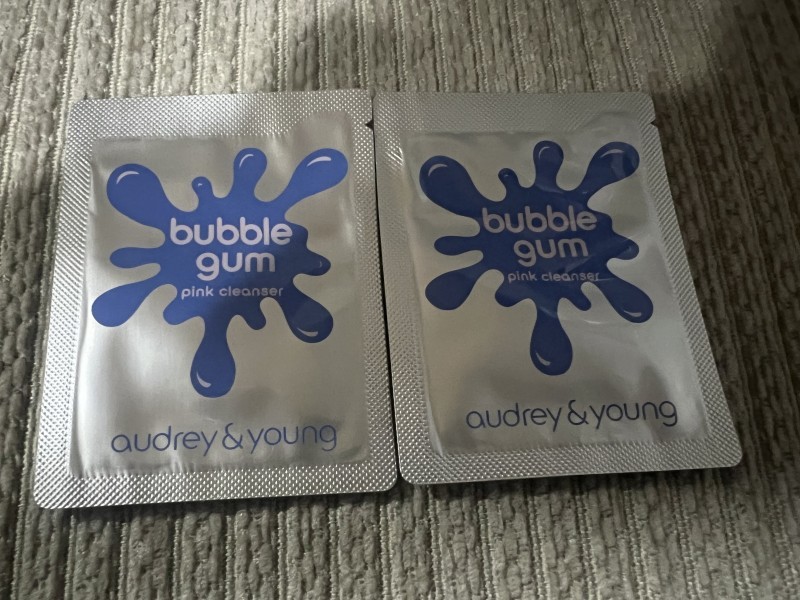 bubble
gum
pink cleanser
audrey & young
bubble
gum
pink cleanser
audrey & young